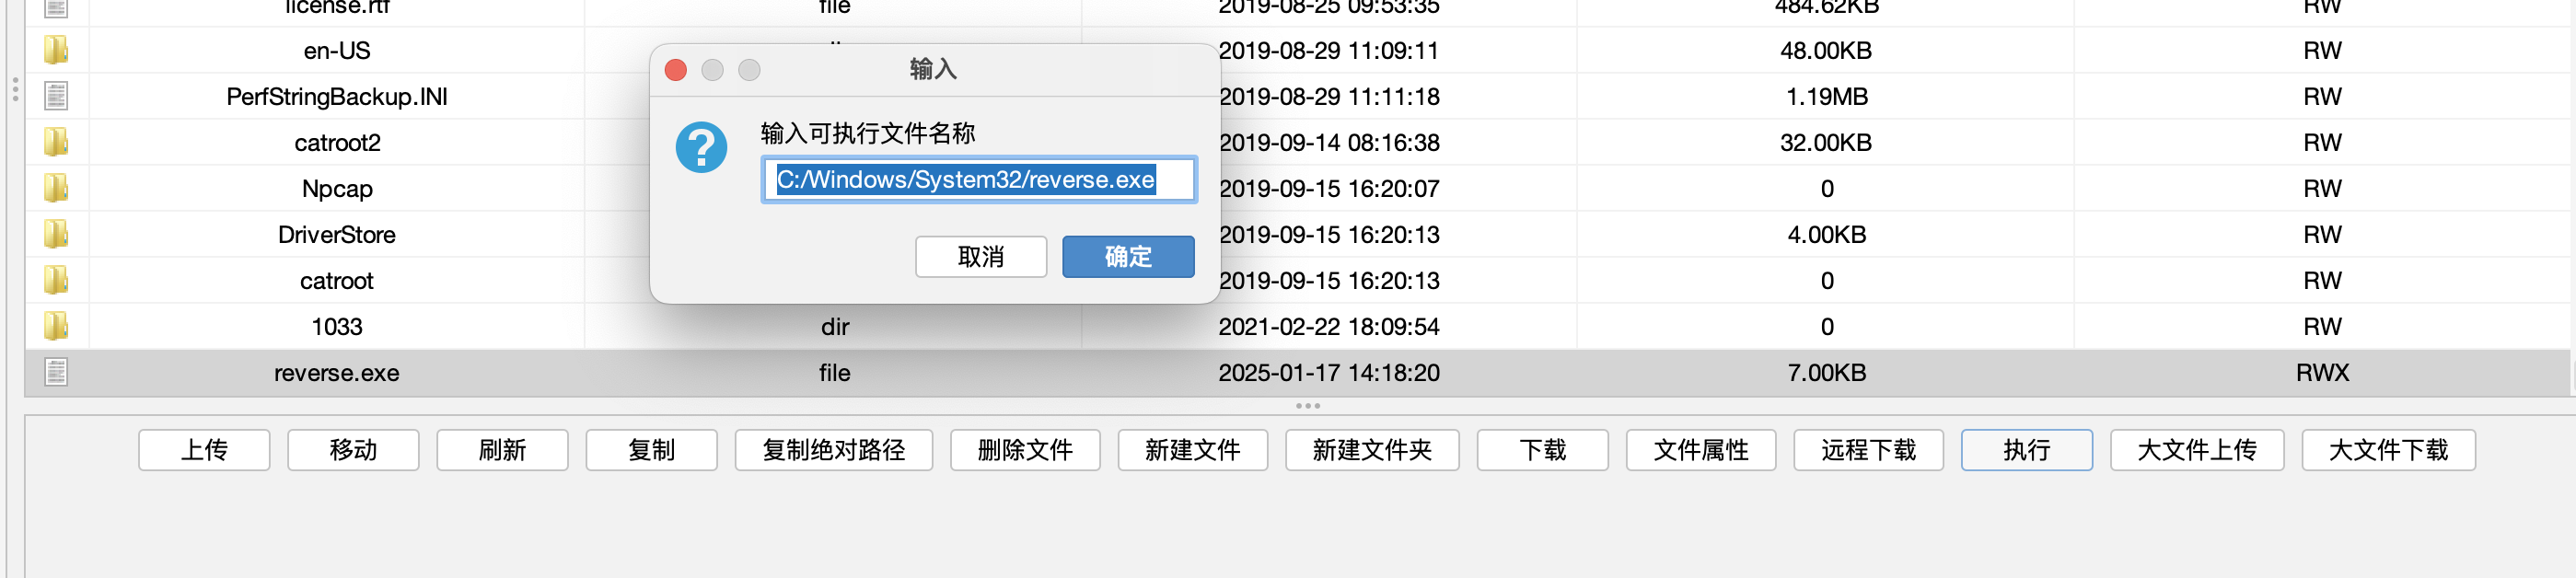 license.rtf file 2019-08-25 09:53:35 484.62KB RW
en-US 2019-08-29 11:09:11 48.00KB RW
输入
PerfStringBackup.INI 2019-08-29 11:11:18 1.19MB RW
输入可执行文件名称
catroot2 2019-09-14 08:16:38 32.00KB RW
C:/Windows/System32/reverse.exe
Npcap 2019-09-15 16:20:07 0 RW
DriverStore 2019-09-15 16:20:13 4.00KB RW
取消 确定
catroot 2019-09-15 16:20:13 0 RW
1033 dir 2021-02-22 18:09:54 0 RW
reverse.exe file 2025-01-17 14:18:20 7.00KB RWX
上传 移动 刷新 复制 复制绝对路径 删除文件 新建文件 新建文件夹 下载 文件属性 远程下载 执行 大文件上传 大文件下载